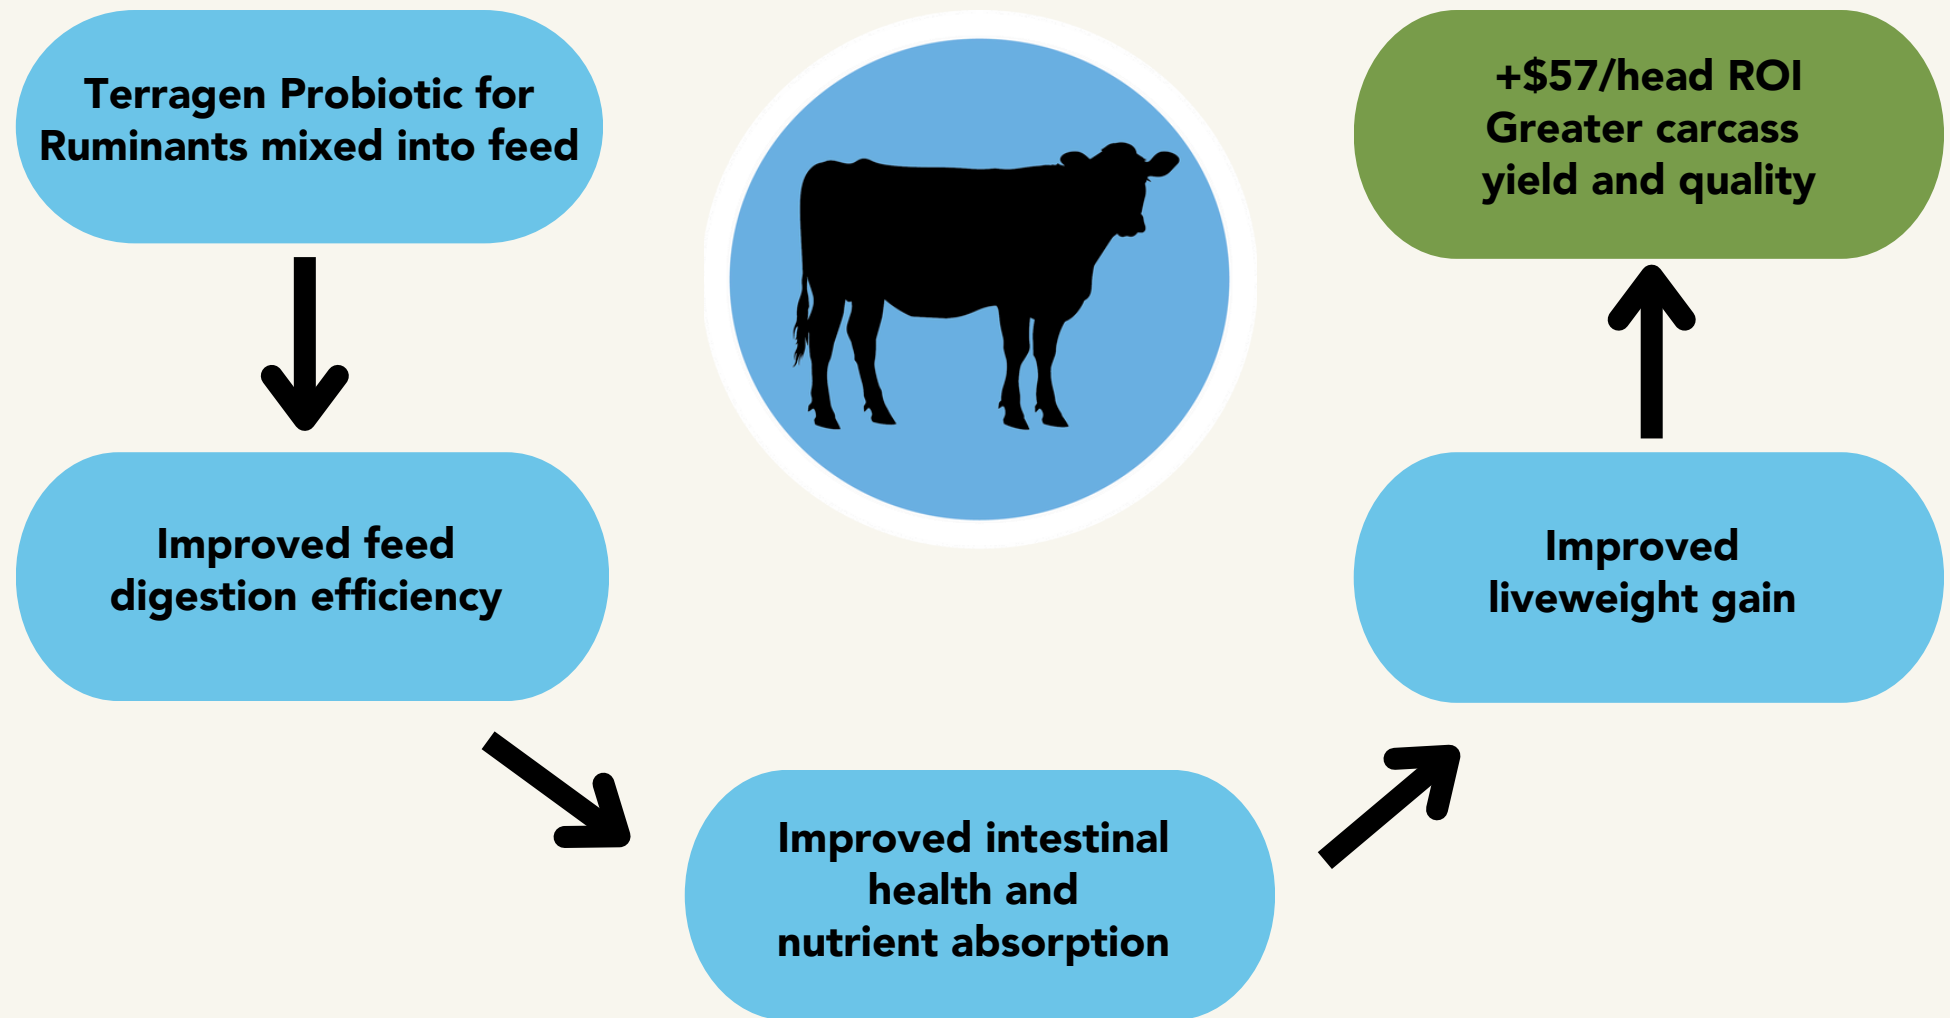 Terragen Probiotic for
Ruminants mixed into feed
Improved feed
digestion efficiency
Improved intestinal
health and
nutrient absorption
Improved
liveweight gain
+$57/head ROI
Greater carcass
yield and quality